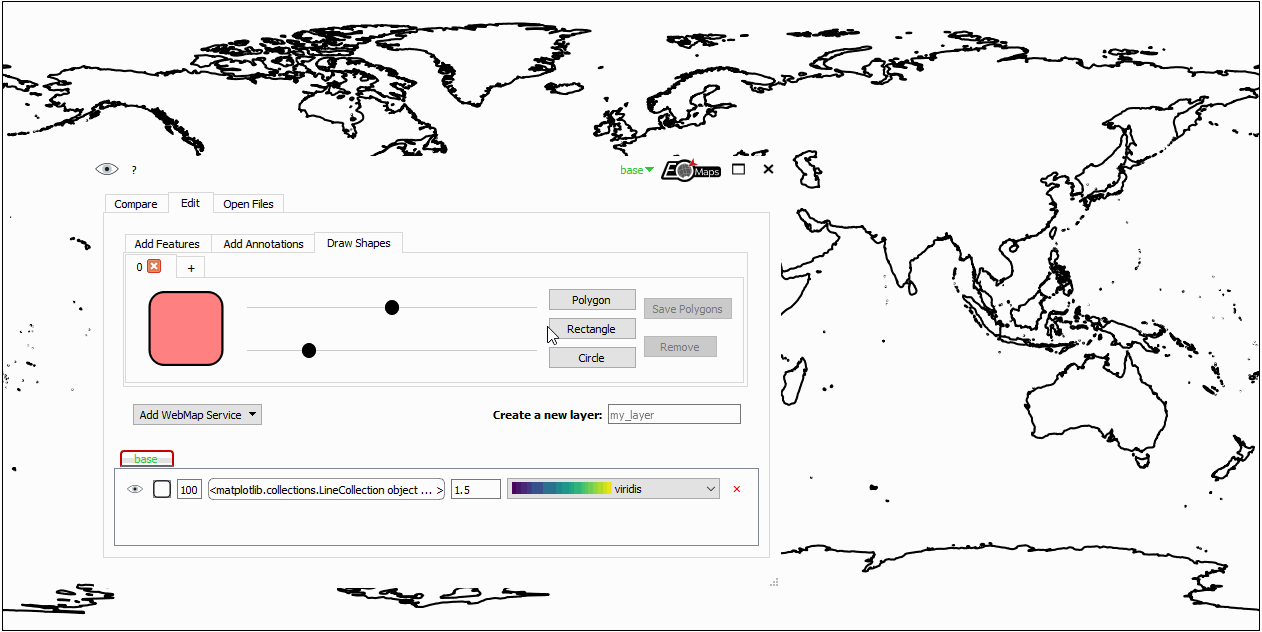 ?
base
EO Maps
Compare
Edit
Open Files
Add Features
Add Annotations
Draw Shapes
0
+
Polygon
Save Polygons
Rectangle
Remove
Circle
Add WebMap Service
Create a new layer:
my_layer
base
100
<matplotlib.collections.LineCollection object ... >
1.5
viridis